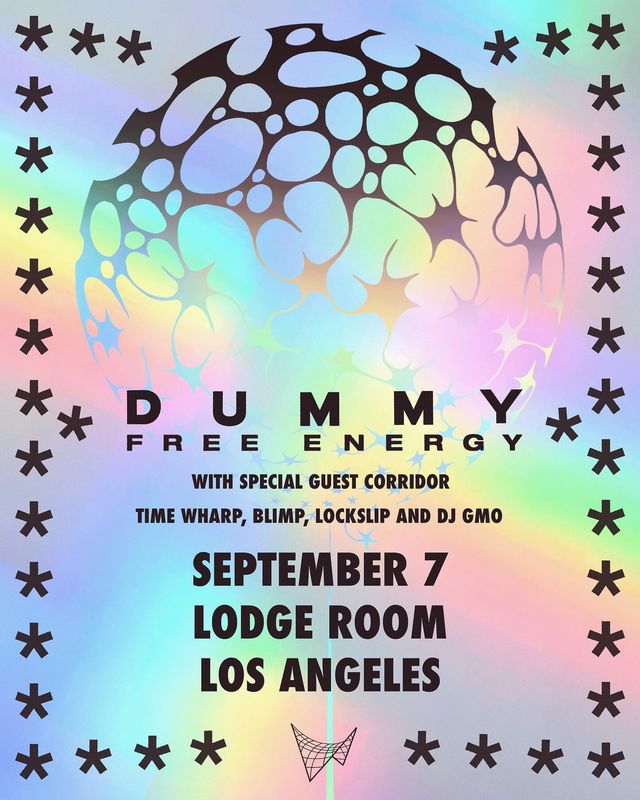 DUMMY
FREE ENERGY
WITH SPECIAL GUEST CORRIDOR
TIME WHARP, BLIMP, LOCKSLIP AND DJ GMO
SEPTEMBER 7
LODGE ROOM
LOS ANGELES